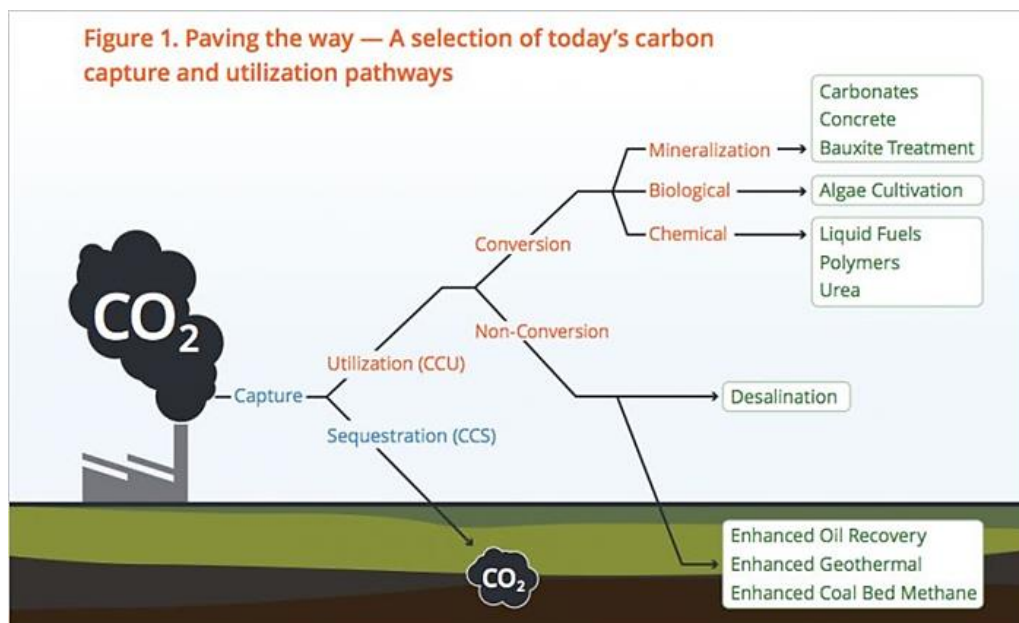 Figure 1. Paving the way — A selection of today's carbon
capture and utilization pathways
Carbonates
Concrete
Mineralization
Bauxite Treatment
Biological
Algae Cultivation
Chemical
Liquid Fuels
Polymers
Urea
Conversion
CO₂
Non-Conversion
Utilization (CCU)
Capture
Desalination
Sequestration (CCS)
Enhanced Oil Recovery
Enhanced Geothermal
Enhanced Coal Bed Methane
CO₂